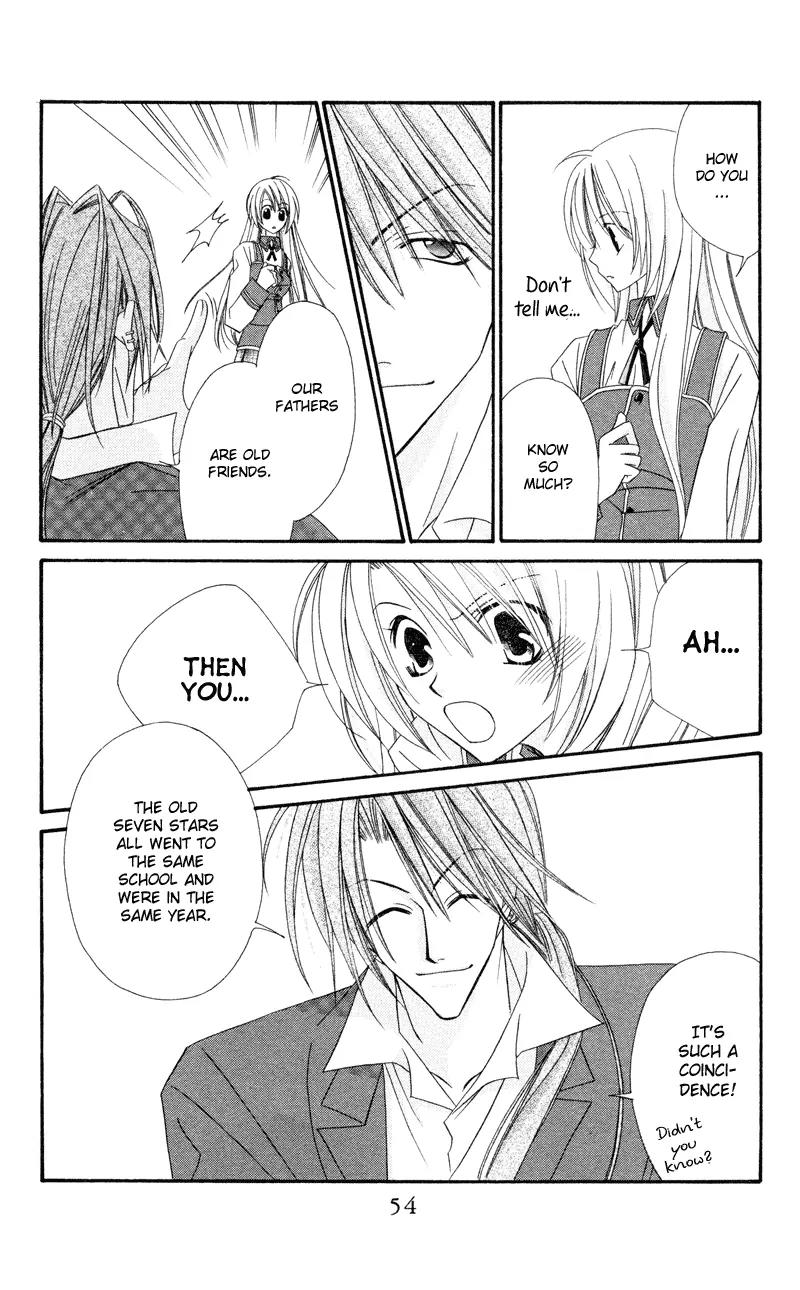 HOW
DO YOU
...
Don't
tell me...
KNOW
SO
MUCH?
OUR
FATHERS
ARE OLD
FRIENDS.
AH...
THEN
YOU...
THE OLD
SEVEN STARS
ALL WENT TO
THE SAME
SCHOOL AND
WERE IN THE
SAME YEAR.
IT'S
SUCH A
COINCI-
DENCE!
Didn't
you
know?
54